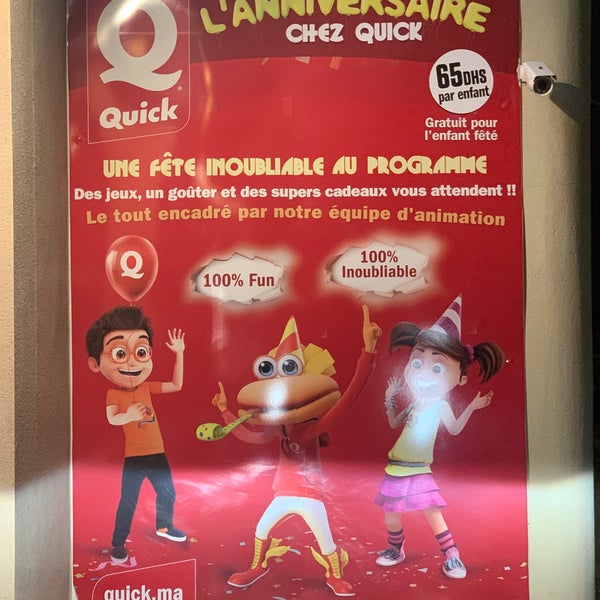 L'ANNIVERSAIRE
CHEZ QUICK
Q
Quick
65DHS
par enfant
Gratuit pour
l'enfant fêté
UNE FÊTE INOUBLIABLE AU PROGRAMME
Des jeux, un goûter et des supers cadeaux vous attendent !!
Le tout encadré par notre équipe d'animation
Q
100% Fun
100%
Inoubliable
quick.ma